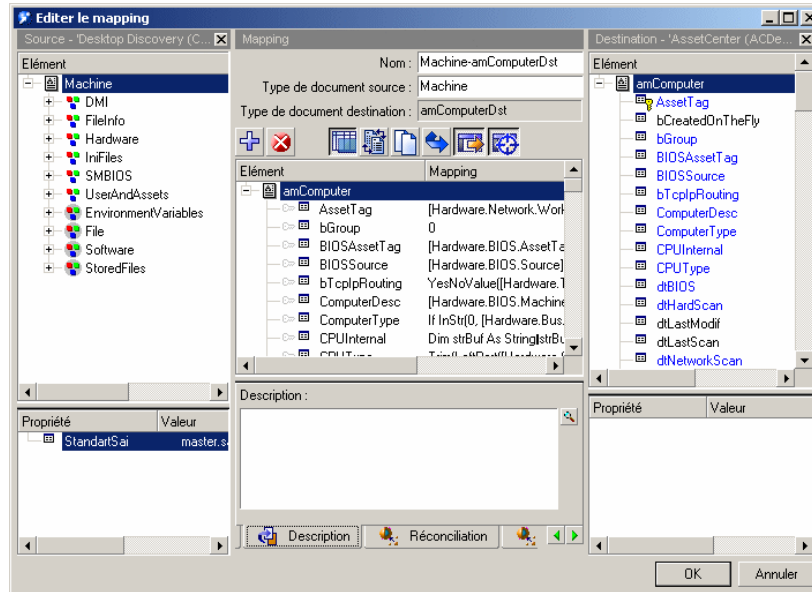 Editer le mapping
Source - 'Desktop Discovery (C...
Elément
Machine
DMI
FileInfo
Hardware
IniFiles
SMBIOS
UserAndAssets
EnvironmentVariables
File
Software
StoredFiles
Propriété Valeur
StandartSai master.s
Mapping
Nom : Machine-amComputerDst
Type de document source : Machine
Type de document destination : amComputerDst
Elément Mapping
amComputer
AssetTag [Hardware.Network.Work
bGroup 0
BIOSAssetTag [Hardware.BIOS.AssetTa
BIOSSource [Hardware.BIOS.Source]
bTcpIpRouting YesNoValue([Hardware.T
ComputerDesc [Hardware.BIOS.Machine
ComputerType If InStr(0, [Hardware.Bus.
CPUInternal Dim strBuf As String|strBu
CPUType Trim(LeftPart([Hardware.
Description :
Description Réconciliation
Destination - 'AssetCenter (ACDe...
Elément
amComputer
AssetTag
bCreatedOnTheFly
bGroup
BIOSAssetTag
BIOSSource
bTcpIpRouting
ComputerDesc
ComputerType
CPUInternal
CPUType
dtBIOS
dtHardScan
dtLastModif
dtLastScan
dtNetworkScan
Propriété Valeur
OK Annuler